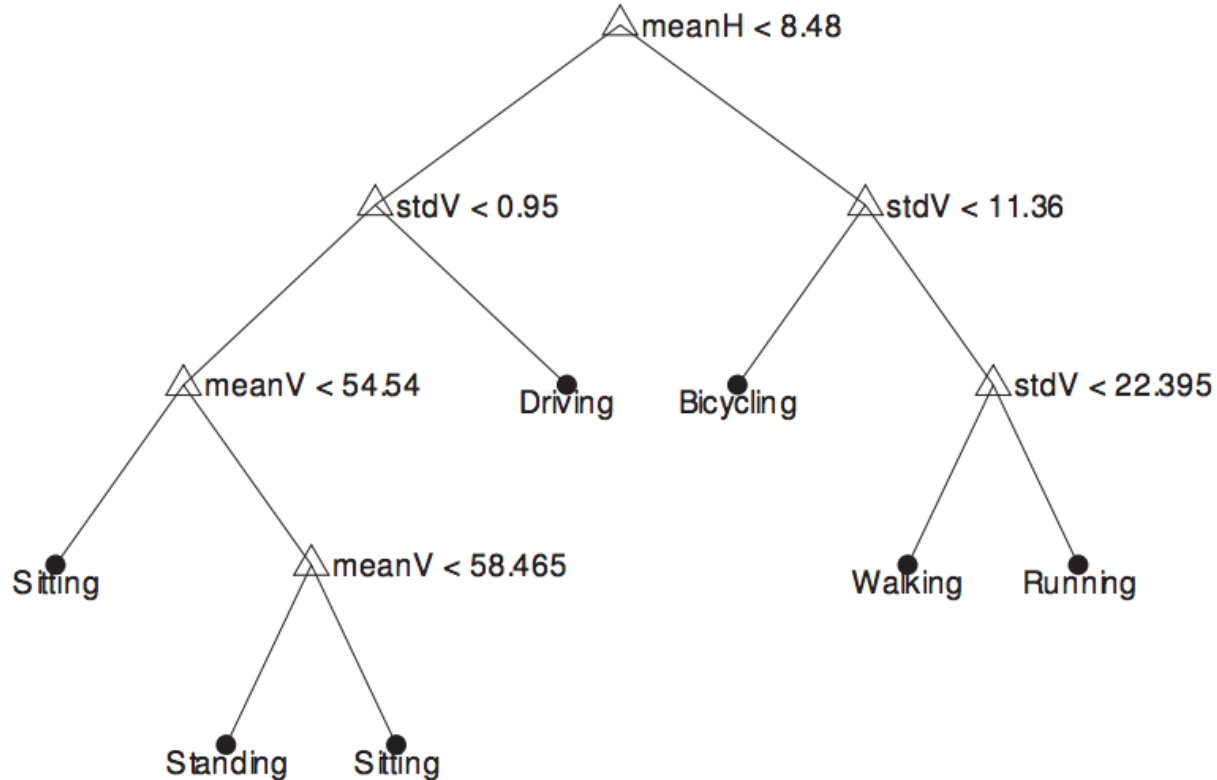 meanH < 8.48
stdV < 0.95
stdV < 11.36
meanV < 54.54
Driving
Bicycling
stdV < 22.395
Sitting
meanV < 58.465
Walking
Running
Standing
Sitting